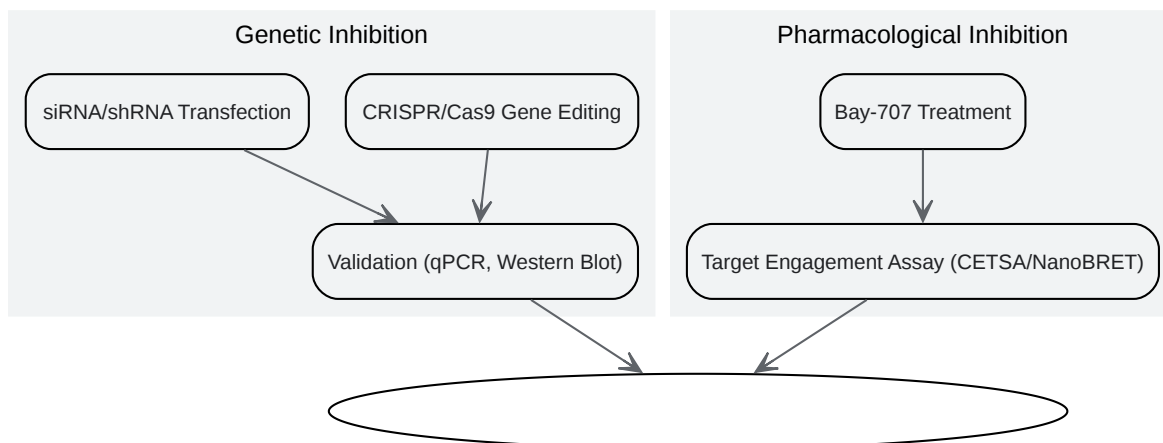 Genetic Inhibition
Pharmacological Inhibition
siRNA/shRNA Transfection
CRISPR/Cas9 Gene Editing
Bay-707 Treatment
Validation (qPCR, Western Blot)
Target Engagement Assay (CETSA/NanoBRET)